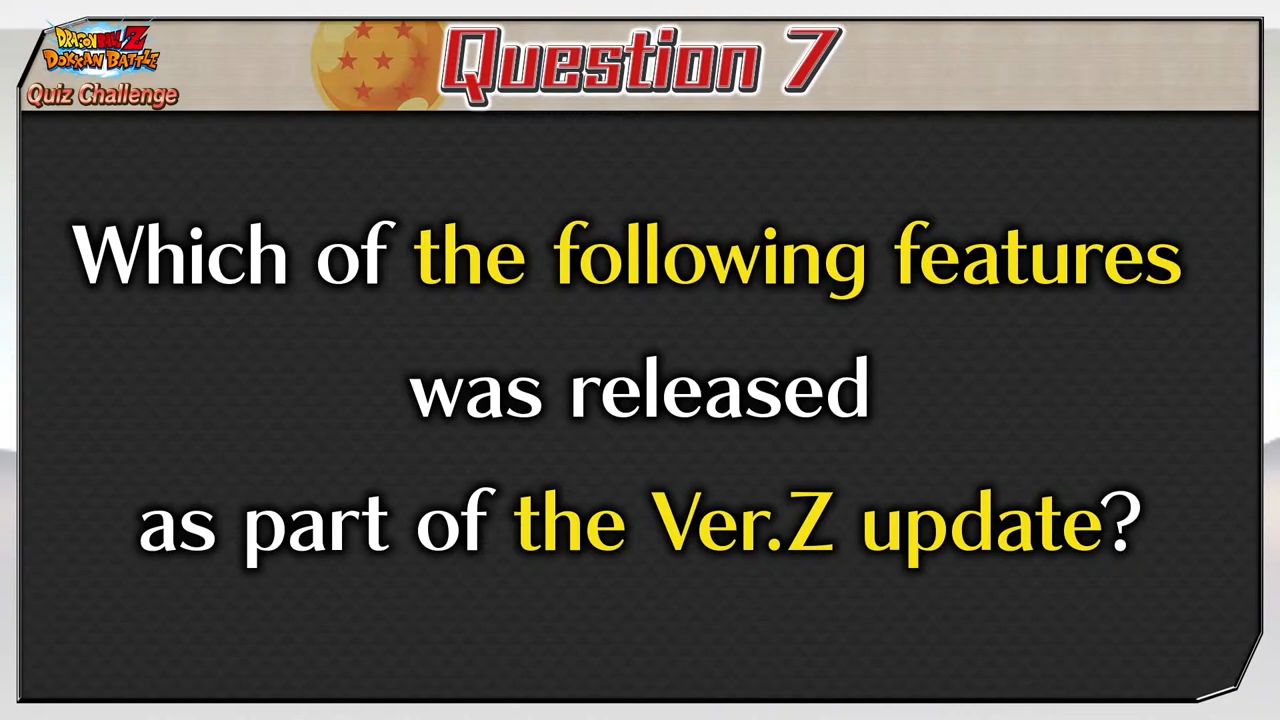 DRAGON BALL Z
DOKKAN BATTLE
Quiz Challenge
Question 7
Which of the following features
was released
as part of the Ver.Z update?